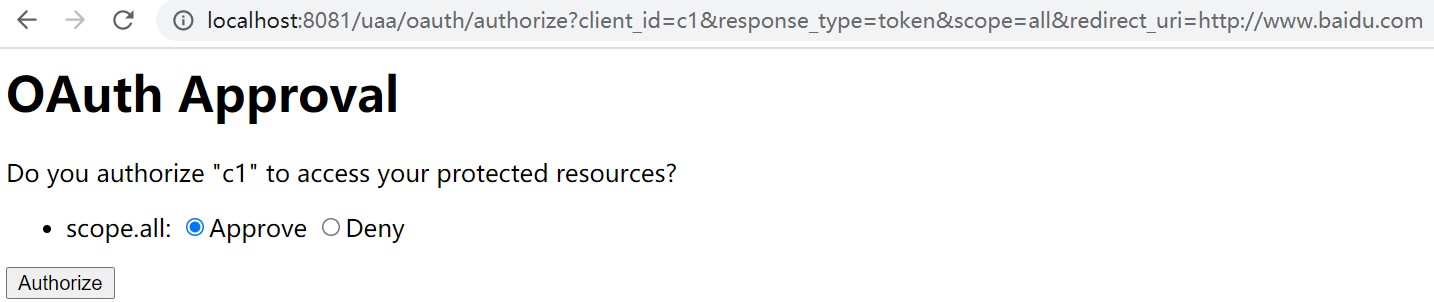 localhost:8081/uaa/oauth/authorize?client_id=c1&response_type=token&scope=all&redirect_uri=http://www.baidu.com
OAuth Approval
Do you authorize "c1" to access your protected resources?
• scope.all: Approve Deny
Authorize